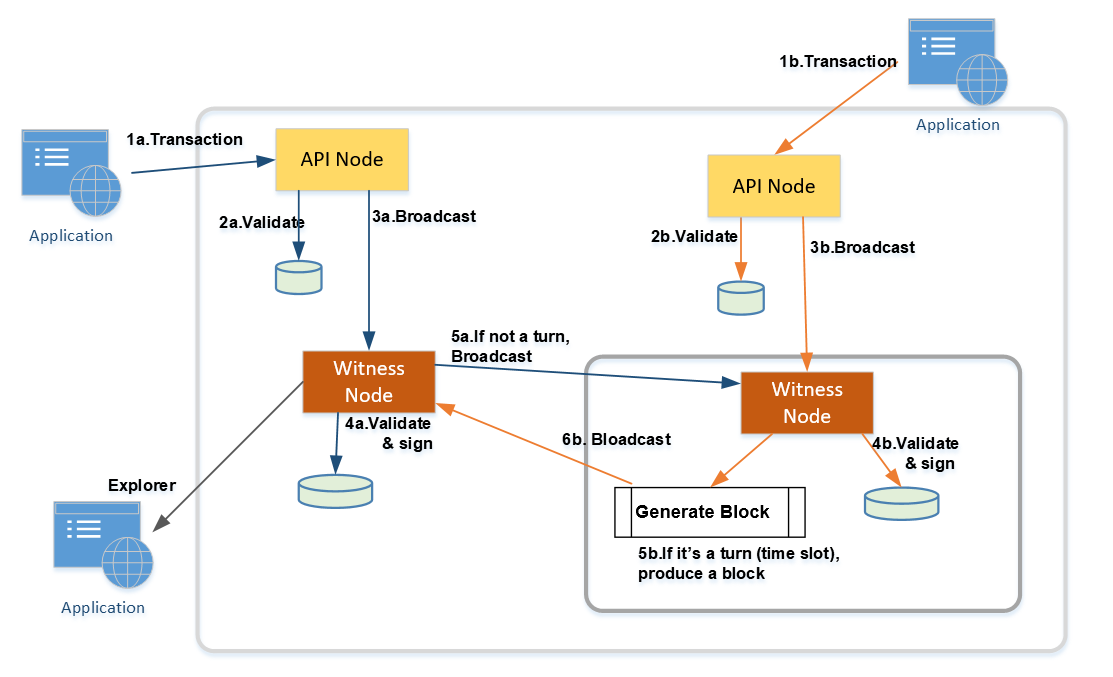 1b.Transaction
Application
1a.Transaction
API Node
Application
API Node
2a.Validate
3a.Broadcast
2b.Validate
3b.Broadcast
5a.If not a turn,
Broadcast
Witness
Node
Witness
Node
4a.Validate
& sign
6b. Bloadcast
4b.Validate
& sign
Explorer
Generate Block
5b.If it's a turn (time slot),
produce a block
Application